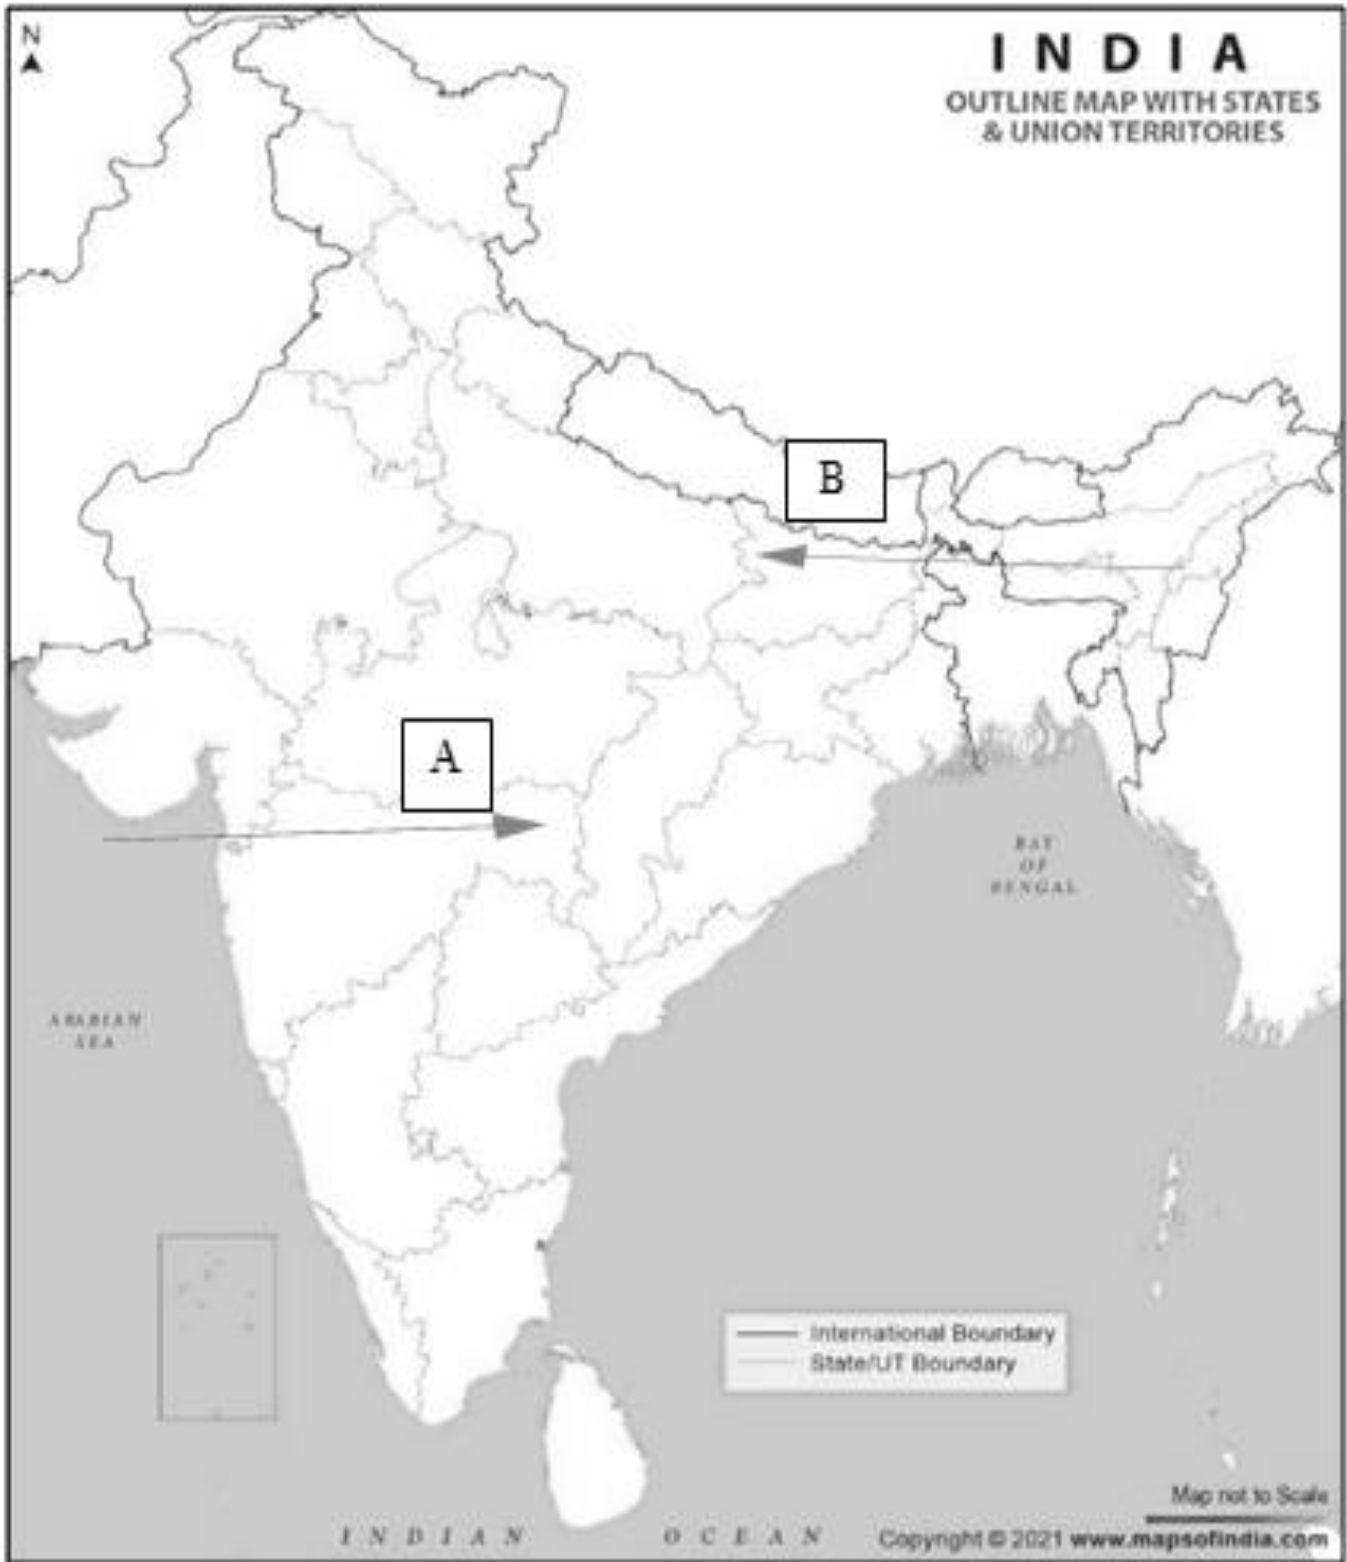 N
INDIA
OUTLINE MAP WITH STATES
& UNION TERRITORIES
B
A
BAY
OF
BENGAL
ARABIAN
SEA
International Boundary
State/UT Boundary
Map not to Scale
INDIAN OCEAN
Copyright © 2021 www.mapsofindia.com